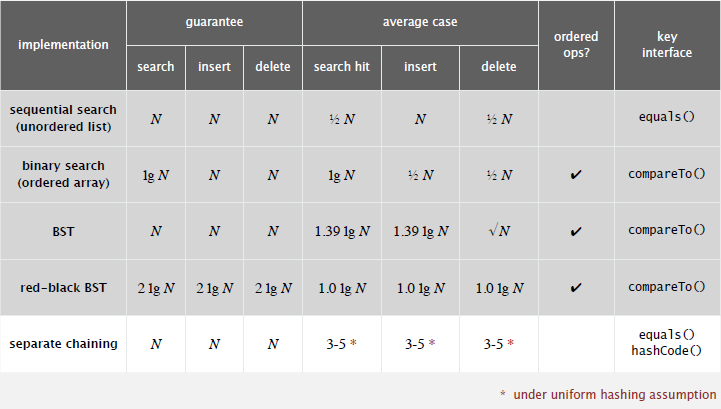 implementation guarantee average case ordered ops? key interface
search insert delete search hit insert delete
sequential search (unordered list) N N N ½ N N ½ N equals()
binary search (ordered array) lg N N N lg N ½ N ½ N ✔ compareTo()
BST N N N 1.39 lg N 1.39 lg N √N ✔ compareTo()
red-black BST 2 lg N 2 lg N 2 lg N 1.0 lg N 1.0 lg N 1.0 lg N ✔ compareTo()
separate chaining N N N 3-5 * 3-5 * 3-5 * equals() hashCode()
* under uniform hashing assumption